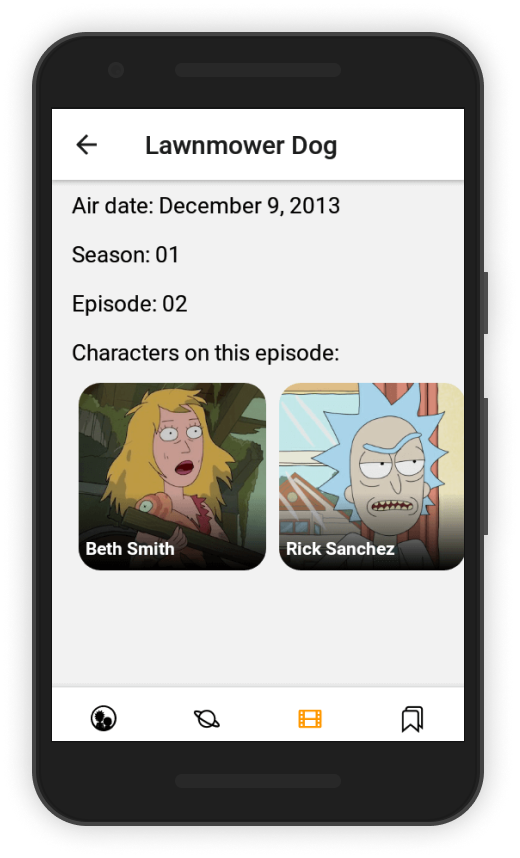 Lawnmower Dog
Air date: December 9, 2013
Season: 01
Episode: 02
Characters on this episode:
Beth Smith
Rick Sanchez